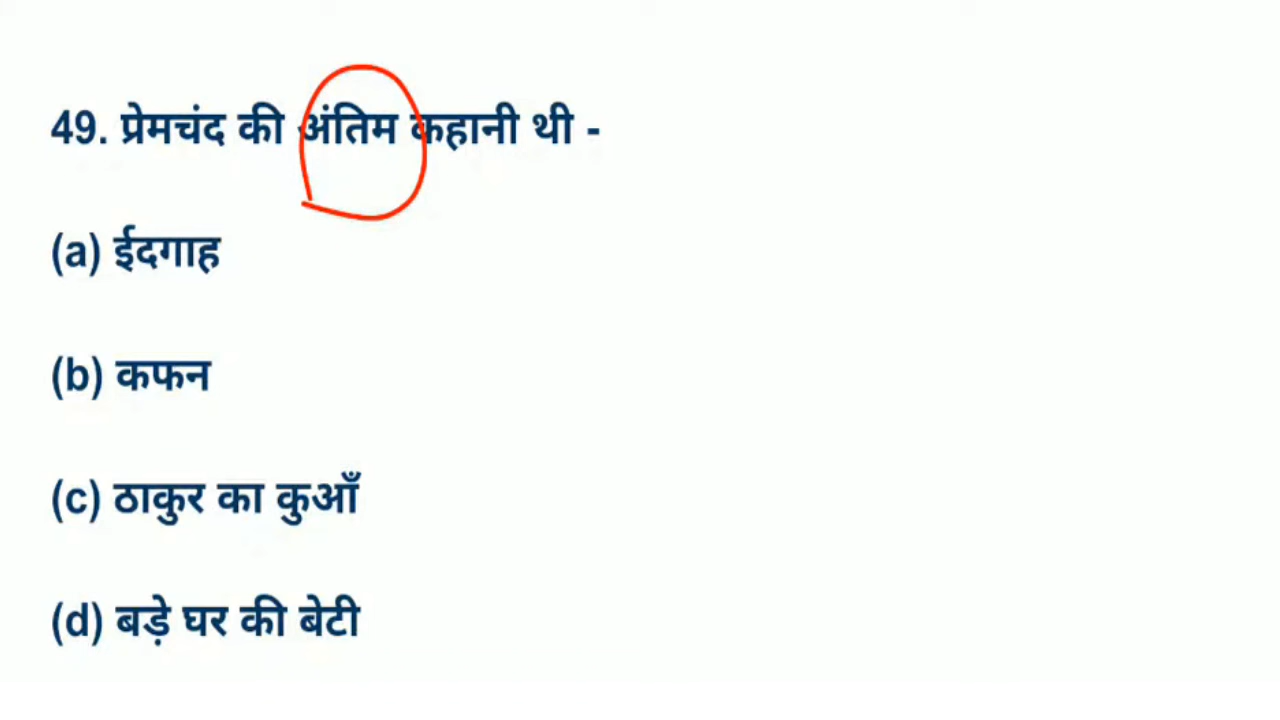 49. प्रेमचंद की अंतिम कहानी थी -
(a) ईदगाह
(b) कफन
(c) ठाकुर का कुआँ
(d) बड़े घर की बेटी